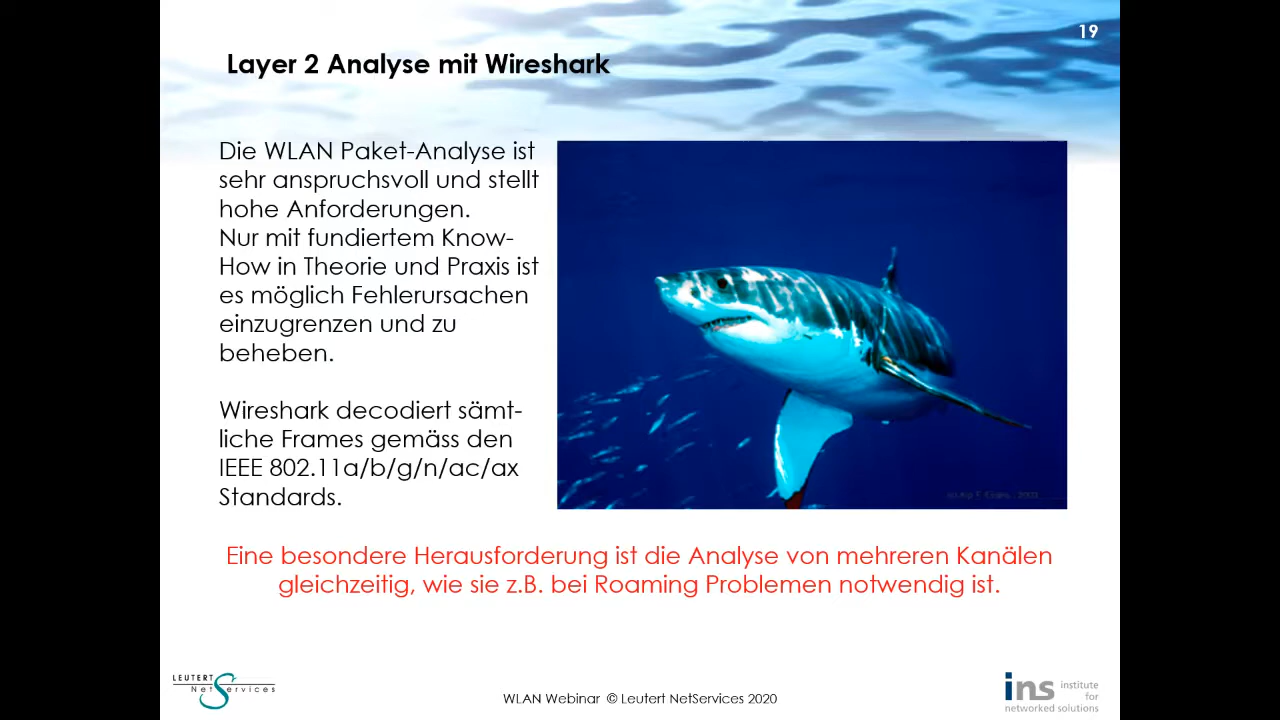 19
Layer 2 Analyse mit Wireshark
Die WLAN Paket-Analyse ist
sehr anspruchsvoll und stellt
hohe Anforderungen.
Nur mit fundiertem Know-
How in Theorie und Praxis ist
es möglich Fehlerursachen
einzugrenzen und zu
beheben.
Wireshark decodiert sämt-
liche Frames gemäss den
IEEE 802.11a/b/g/n/ac/ax
Standards.
Eine besondere Herausforderung ist die Analyse von mehreren Kanälen
gleichzeitig, wie sie z.B. bei Roaming Problemen notwendig ist.
LEUTERT
NetServices
WLAN Webinar © Leutert NetServices 2020
ins institute
for
networked solutions